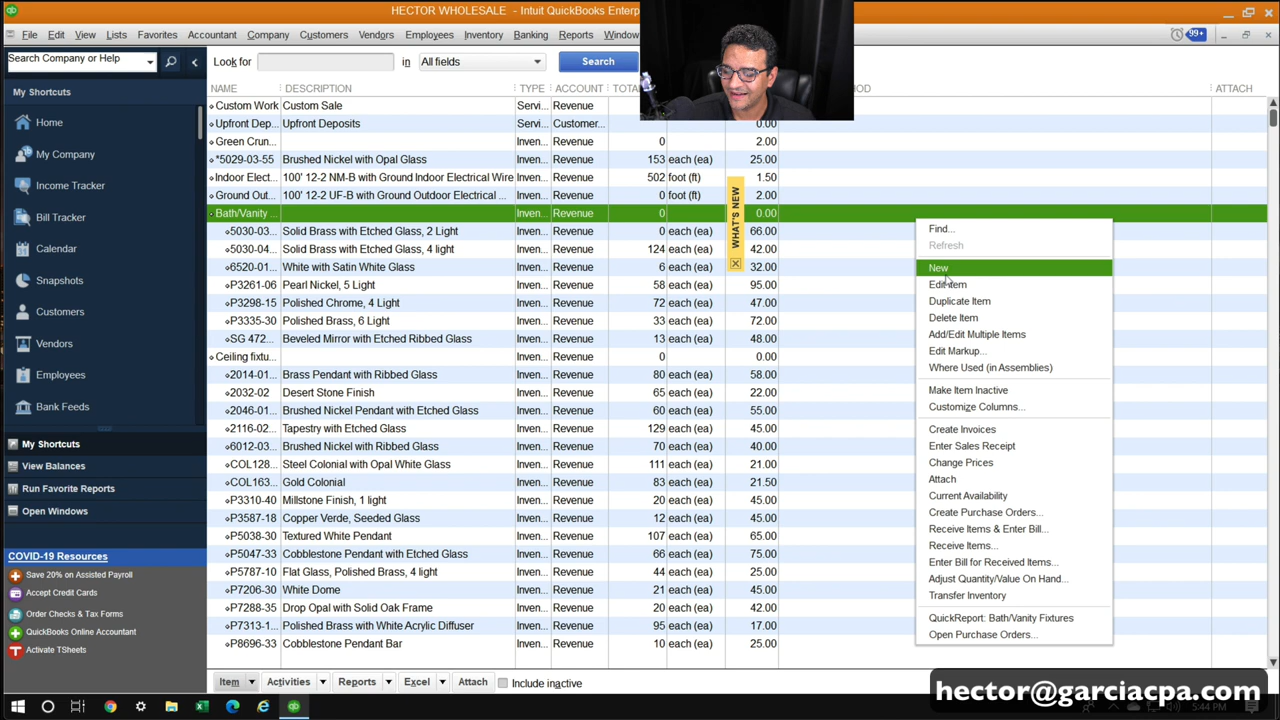 HECTOR WHOLESALE - Intuit QuickBooks Enterp
File Edit View Lists Favorites Accountant Company Customers Vendors Employees Inventory Banking Reports Window
99+
Search Company or Help
Look for in All fields Search
My Shortcuts
NAME DESCRIPTION TYPE ACCOUNT ATTACH
Home
My Company
Income Tracker
Bill Tracker
Calendar
Snapshots
Customers
Vendors
Employees
Bank Feeds
My Shortcuts
View Balances
Run Favorite Reports
Open Windows
COVID-19 Resources
Save 20% on Assisted Payroll
Accept Credit Cards
Order Checks & Tax Forms
QuickBooks Online Accountant
Activate TSheets
Custom Work Custom Sale Servi... Revenue
Upfront Dep... Upfront Deposits Servi... Customer... 0.00
Green Crun... Inven... Revenue 0 2.00
*5029-03-55 Brushed Nickel with Opal Glass Inven... Revenue 153 each (ea) 25.00
Indoor Elect... 100' 12-2 NM-B with Ground Indoor Electrical Wire Inven... Revenue 502 foot (ft) 1.50
Ground Out... 100' 12-2 UF-B with Ground Outdoor Electrical ... Inven... Revenue 0 foot (ft) 2.00
Bath/Vanity ... Inven... Revenue 0 0.00
5030-03... Solid Brass with Etched Glass, 2 Light Inven... Revenue 0 each (ea) 66.00
5030-04... Solid Brass with Etched Glass, 4 light Inven... Revenue 124 each (ea) 42.00
6520-01... White with Satin White Glass Inven... Revenue 6 each (ea) 32.00
P3261-06 Pearl Nickel, 5 Light Inven... Revenue 58 each (ea) 95.00
P3298-15 Polished Chrome, 4 Light Inven... Revenue 72 each (ea) 47.00
P3335-30 Polished Brass, 6 Light Inven... Revenue 33 each (ea) 72.00
SG 472... Beveled Mirror with Etched Ribbed Glass Inven... Revenue 13 each (ea) 48.00
Ceiling fixtu... Inven... Revenue 0 0.00
2014-01... Brass Pendant with Ribbed Glass Inven... Revenue 80 each (ea) 58.00
2032-02 Desert Stone Finish Inven... Revenue 65 each (ea) 22.00
2046-01... Brushed Nickel Pendant with Etched Glass Inven... Revenue 60 each (ea) 55.00
2116-02... Tapestry with Etched Glass Inven... Revenue 27 each (ea) 45.00
6012-03... Brushed Nickel with Ribbed Glass Inven... Revenue 70 each (ea) 40.00
COL128... Steel Colonial with Opal White Glass Inven... Revenue 111 each (ea) 21.00
COL163... Gold Colonial Inven... Revenue 83 each (ea) 21.50
P3310-40 Millstone Finish, 1 light Inven... Revenue 20 each (ea) 45.00
P3587-18 Copper Verde, Seeded Glass Inven... Revenue 12 each (ea) 45.00
P5038-30 Textured White Pendant Inven... Revenue 107 each (ea) 65.00
P5047-33 Cobblestone Pendant with Etched Glass Inven... Revenue 66 each (ea) 75.00
P5787-10 Flat Glass, Polished Brass, 4 light Inven... Revenue 44 each (ea) 25.00
P7206-30 White Dome Inven... Revenue 21 each (ea) 45.00
P7288-35 Drop Opal with Solid Oak Frame Inven... Revenue 20 each (ea) 42.00
P7313-1... Polished Brass with White Acrylic Diffuser Inven... Revenue 95 each (ea) 17.00
P8696-33 Cobblestone Pendant Bar Inven... Revenue 10 each (ea) 25.00
WHAT'S NEW
Find...
Refresh
New
Edit Item
Duplicate Item
Delete Item
Add/Edit Multiple Items
Edit Markup...
Where Used (in Assemblies)
Make Item Inactive
Customize Columns...
Create Invoices
Enter Sales Receipt
Change Prices
Attach
Current Availability
Create Purchase Orders...
Receive Items & Enter Bill...
Receive Items...
Enter Bill for Received Items...
Adjust Quantity/Value On Hand...
Transfer Inventory
QuickReport: Bath/Vanity Fixtures
Open Purchase Orders...
Item Activities Reports Excel Attach Include inactive
hector@garciacpa.com
5:44 PM